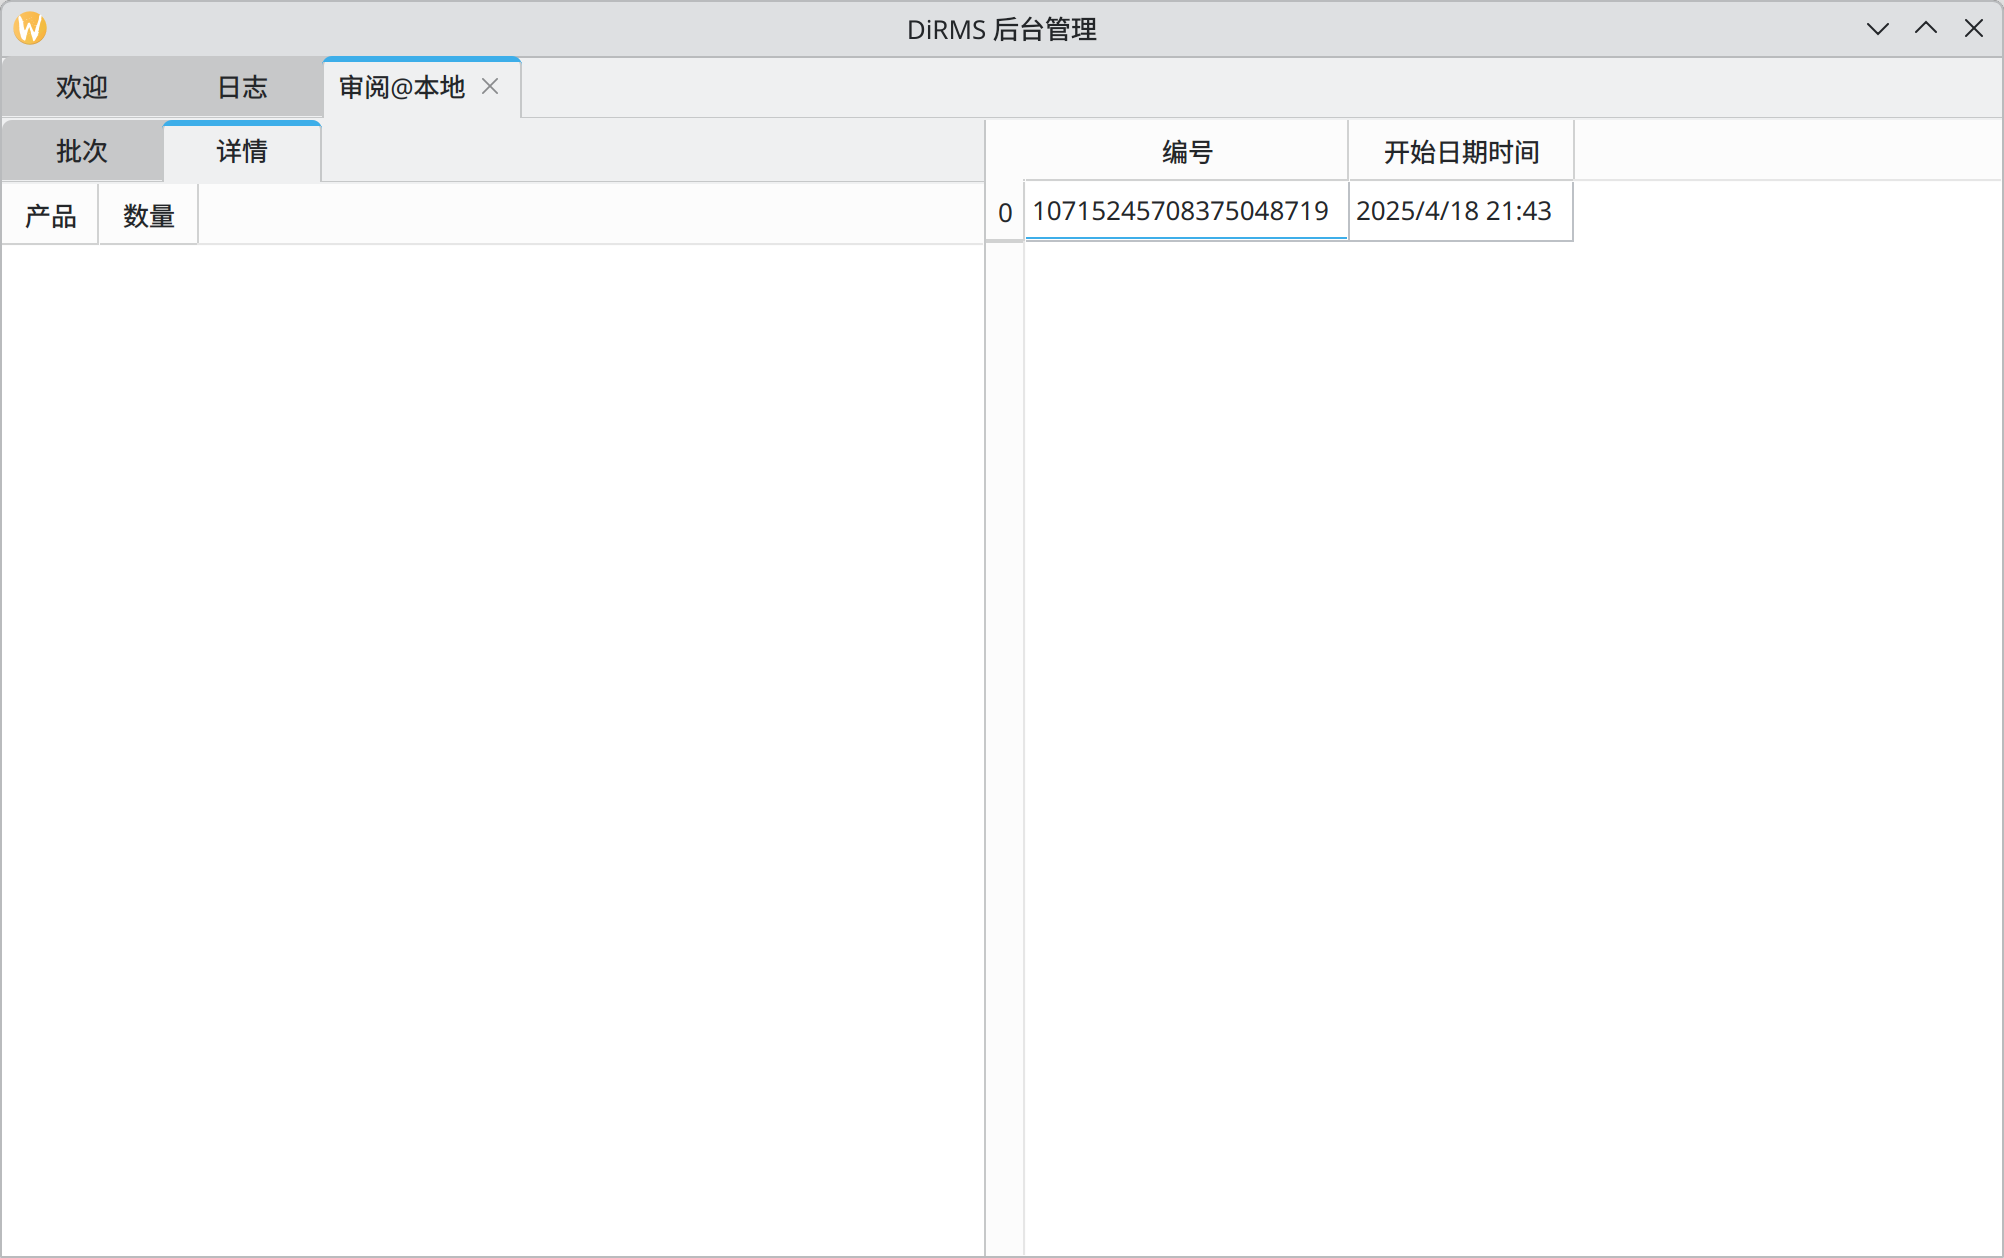 DiRMS 后台管理
欢迎 日志 审阅@本地
批次 详情
产品 数量
编号 开始日期时间
0 10715245708375048719 2025/4/18 21:43